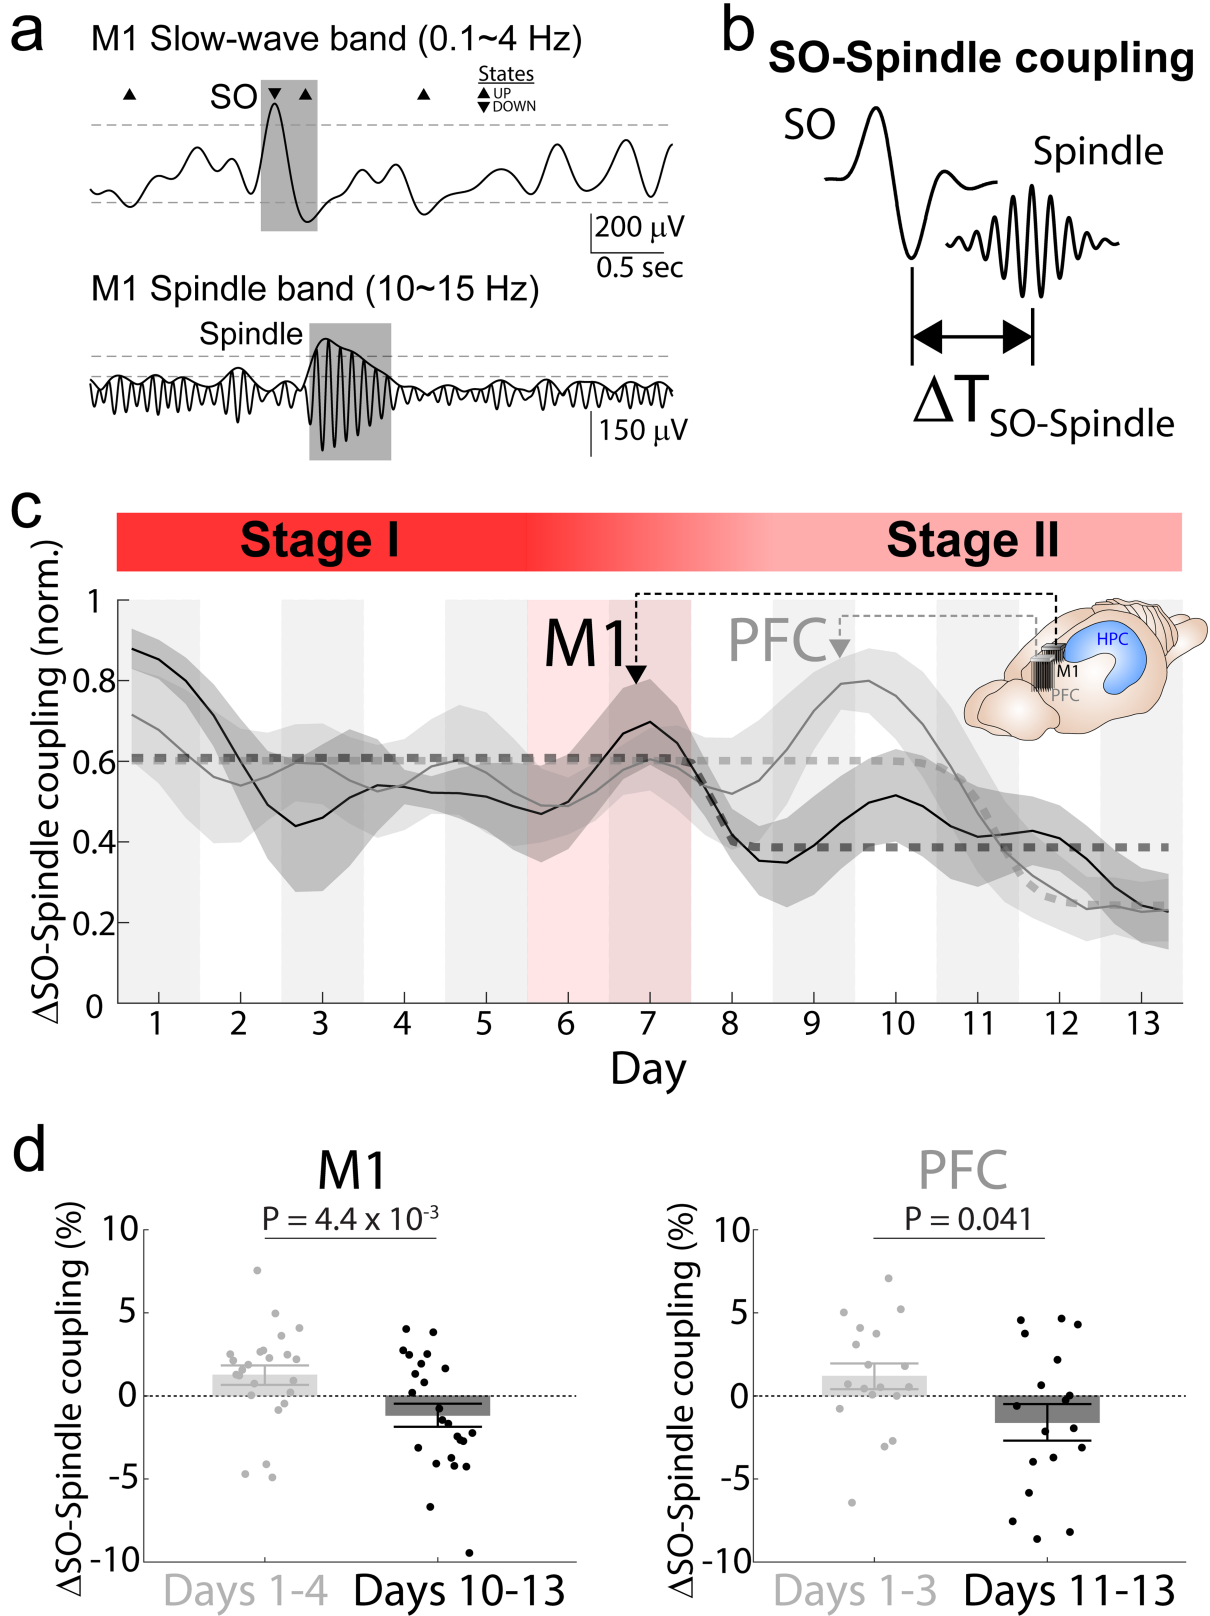 a
M1 Slow-wave band (0.1~4 Hz)
States
▲ UP
▼ DOWN
SO
200 μV
0.5 sec
M1 Spindle band (10~15 Hz)
Spindle
150 μV
b
SO-Spindle coupling
SO
Spindle
ΔT SO-Spindle
c
Stage I
Stage II
ΔSO-Spindle coupling (norm.)
1
0.8
0.6
0.4
0.2
0
M1
PFC
HPC
M1
PFC
1 2 3 4 5 6 7 8 9 10 11 12 13
Day
d
M1
P = 4.4 x 10-3
ΔSO-Spindle coupling (%)
10
5
0
-5
-10
Days 1-4
Days 10-13
PFC
P = 0.041
ΔSO-Spindle coupling (%)
10
5
0
-5
-10
Days 1-3
Days 11-13